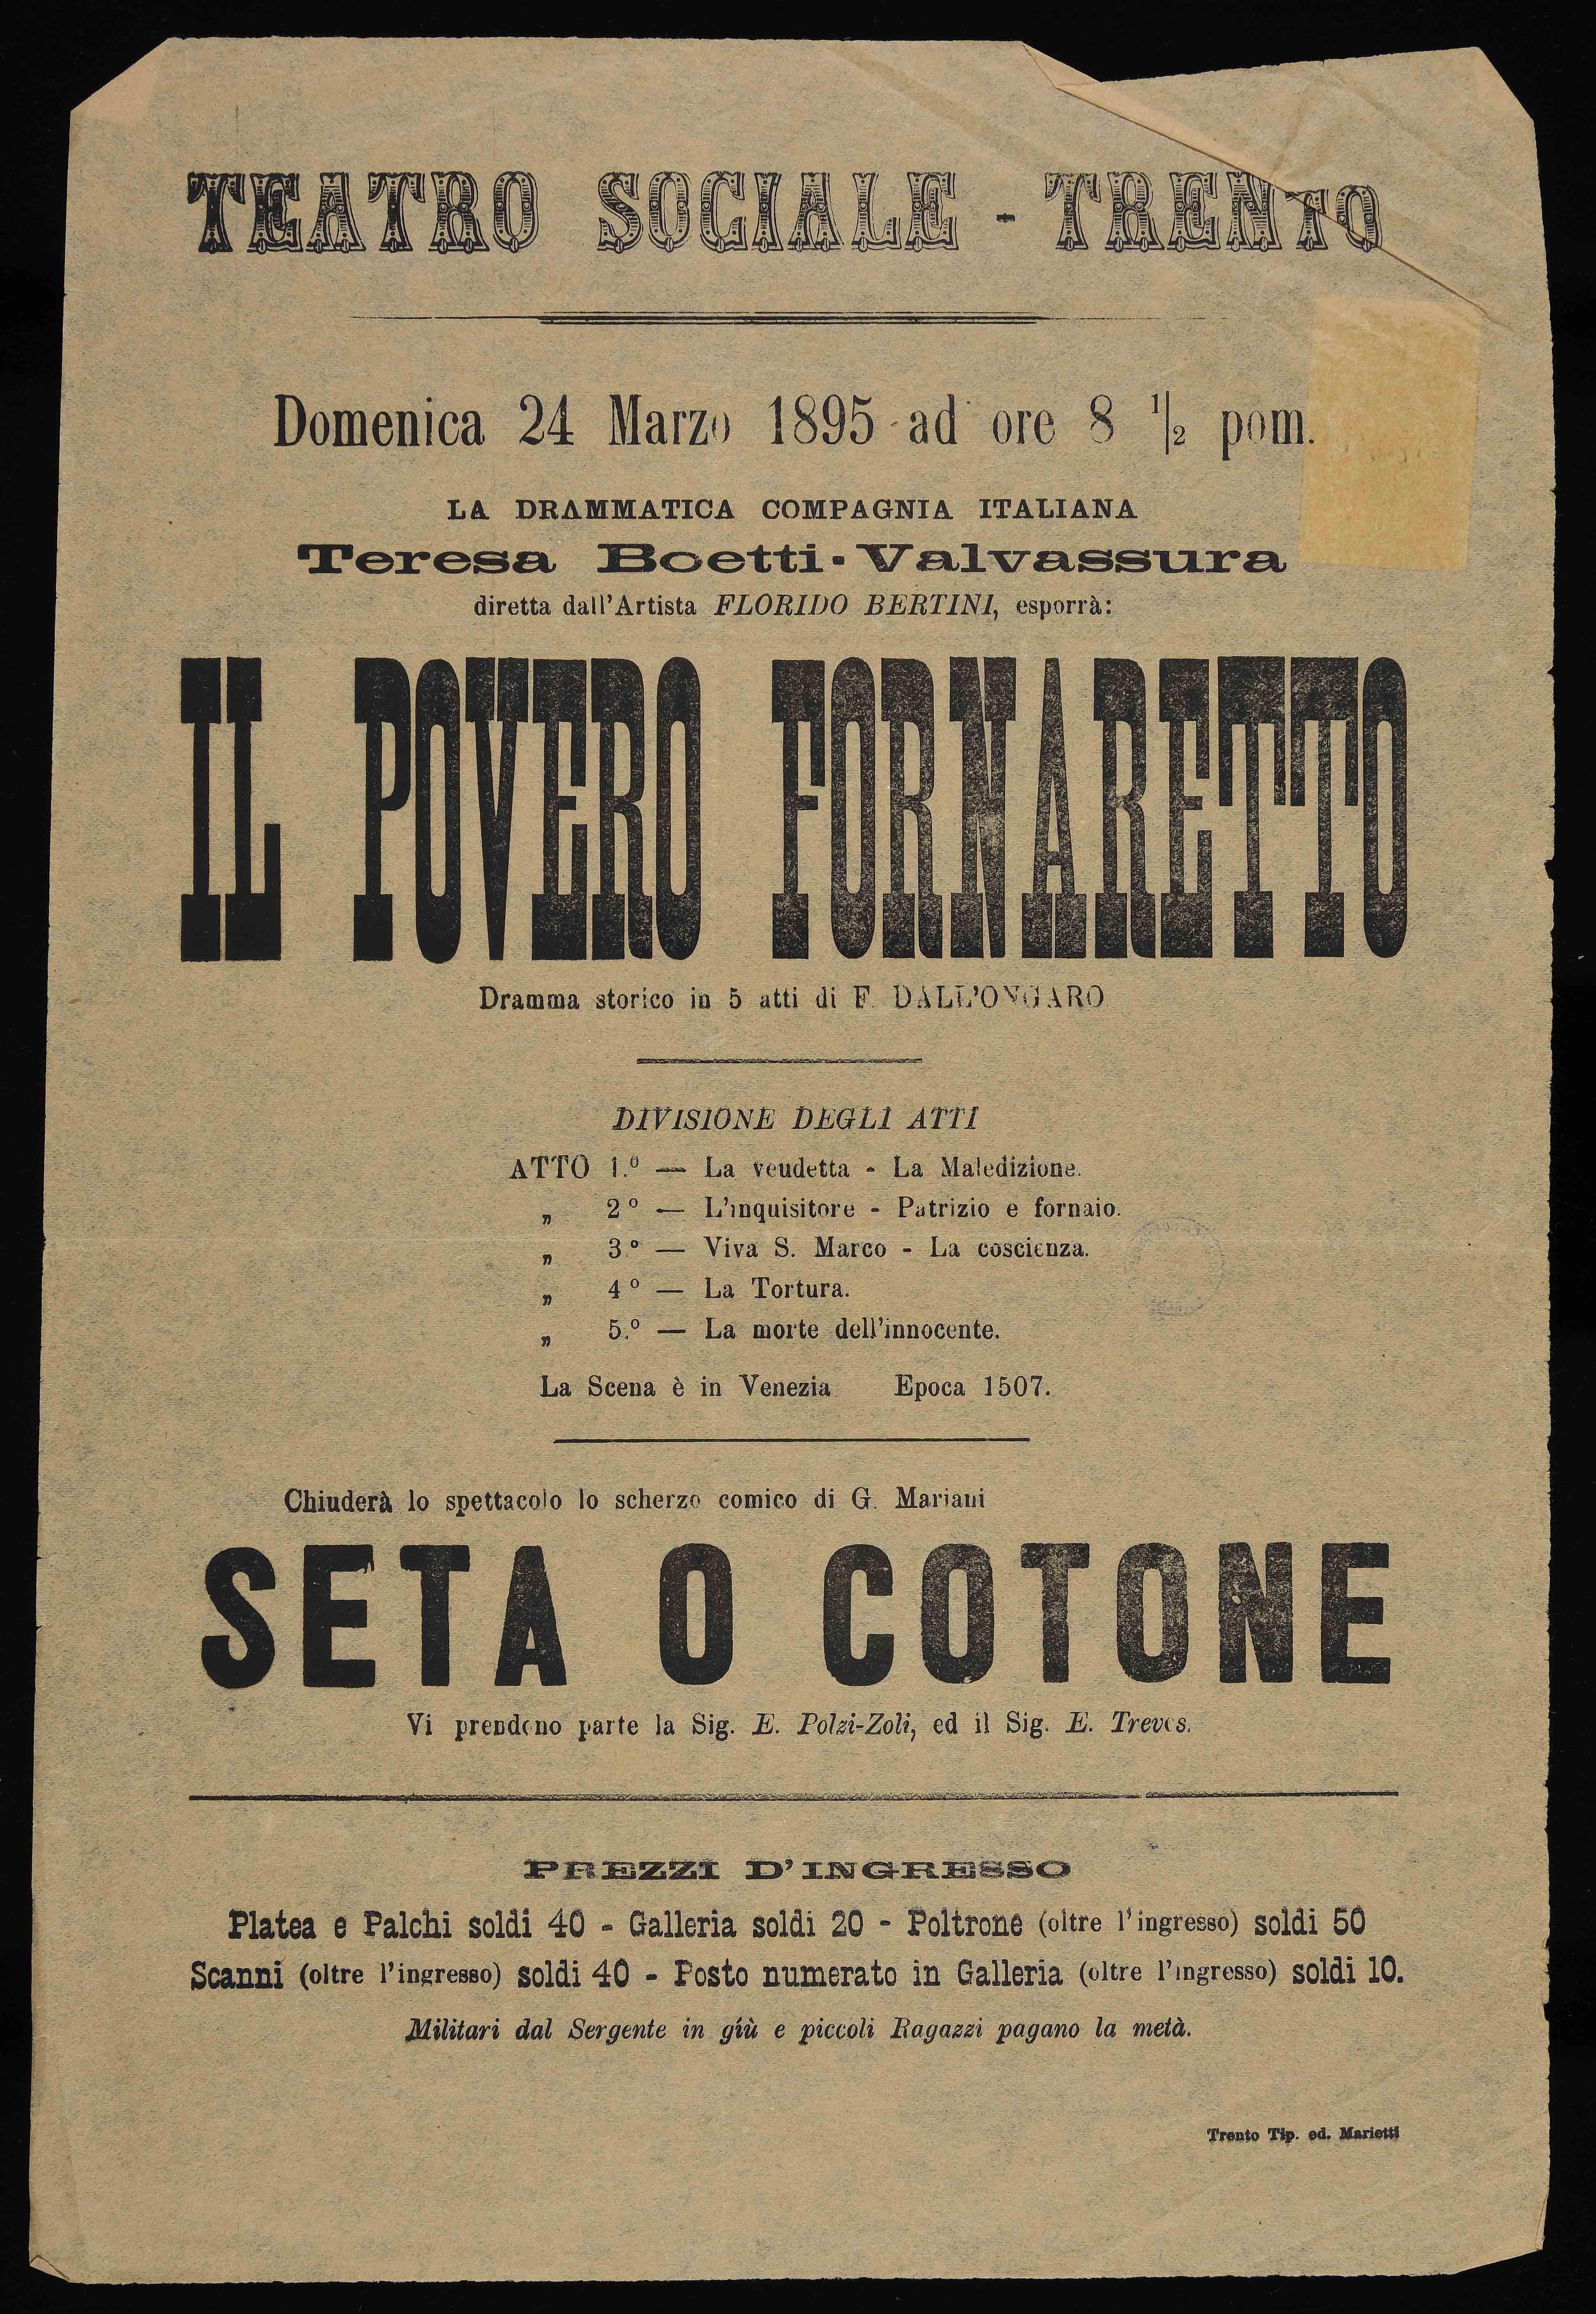 TEATRO SOCIALE - TRENTO
Domenica 24 Marzo 1895 ad ore 8 1/2 pom.
LA DRAMMATICA COMPAGNIA ITALIANA
Teresa Boetti-Valvassura
diretta dall'Artista FLORIDO BERTINI, esporrà:
IL POVERO FORNARETTO
Dramma storico in 5 atti di F. DALL'ONGARO
DIVISIONE DEGLI ATTI
ATTO 1.º — La veudetta - La Maledizione.
„ 2º — L'inquisitore - Patrizio e fornaio.
„ 3.º — Viva S. Marco - La coscienza.
„ 4º — La Tortura.
„ 5.º — La morte dell'innocente.
La Scena è in Venezia Epoca 1507.
Chiuderà lo spettacolo lo scherzo comico di G. Mariani
SETA O COTONE
Vi prendono parte la Sig. E. Polzi-Zoli, ed il Sig. E. Treves.
PREZZI D'INGRESSO
Platea e Palchi soldi 40 - Galleria soldi 20 - Poltrone (oltre l'ingresso) soldi 50
Scanni (oltre l'ingresso) soldi 40 - Posto numerato in Galleria (oltre l'ingresso) soldi 10.
Militari dal Sergente in giù e piccoli Ragazzi pagano la metà.
Trento Tip. ed. Marietti